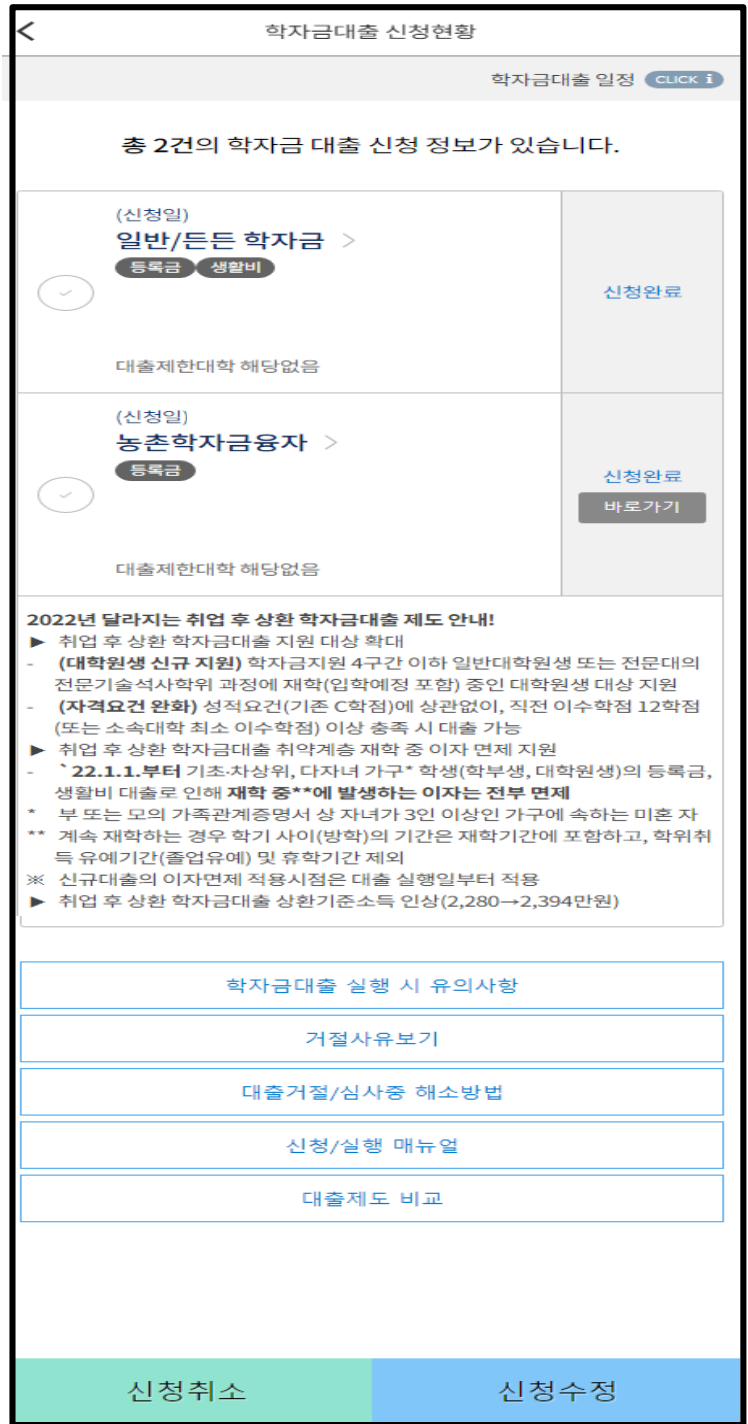 학자금대출 신청현황
학자금대출 일정 CLICK i
총 2건의 학자금 대출 신청 정보가 있습니다.
(신청일)
일반/든든 학자금 >
등록금 생활비
신청완료
대출제한대학 해당없음
(신청일)
농촌학자금융자 >
등록금
신청완료
바로가기
대출제한대학 해당없음
2022년 달라지는 취업 후 상환 학자금대출 제도 안내!
▶ 취업 후 상환 학자금대출 지원 대상 확대
- (대학원생 신규 지원) 학자금지원 4구간 이하 일반대학원생 또는 전문대의
전문기술석사학위 과정에 재학(입학예정 포함) 중인 대학원생 대상 지원
- (자격요건 완화) 성적요건(기존 C학점)에 상관없이, 직전 이수학점 12학점
(또는 소속대학 최소 이수학점) 이상 충족 시 대출 가능
▶ 취업 후 상환 학자금대출 취약계층 재학 중 이자 면제 지원
- `22.1.1.부터 기초·차상위, 다자녀 가구* 학생(학부생, 대학원생)의 등록금,
생활비 대출로 인해 재학 중**에 발생하는 이자는 전부 면제
* 부 또는 모의 가족관계증명서 상 자녀가 3인 이상인 가구에 속하는 미혼 자
** 계속 재학하는 경우 학기 사이(방학)의 기간은 재학기간에 포함하고, 학위취
득 유예기간(졸업유예) 및 휴학기간 제외
※ 신규대출의 이자면제 적용시점은 대출 실행일부터 적용
▶ 취업 후 상환 학자금대출 상환기준소득 인상(2,280→2,394만원)
학자금대출 실행 시 유의사항
거절사유보기
대출거절/심사중 해소방법
신청/실행 매뉴얼
대출제도 비교
신청취소
신청수정